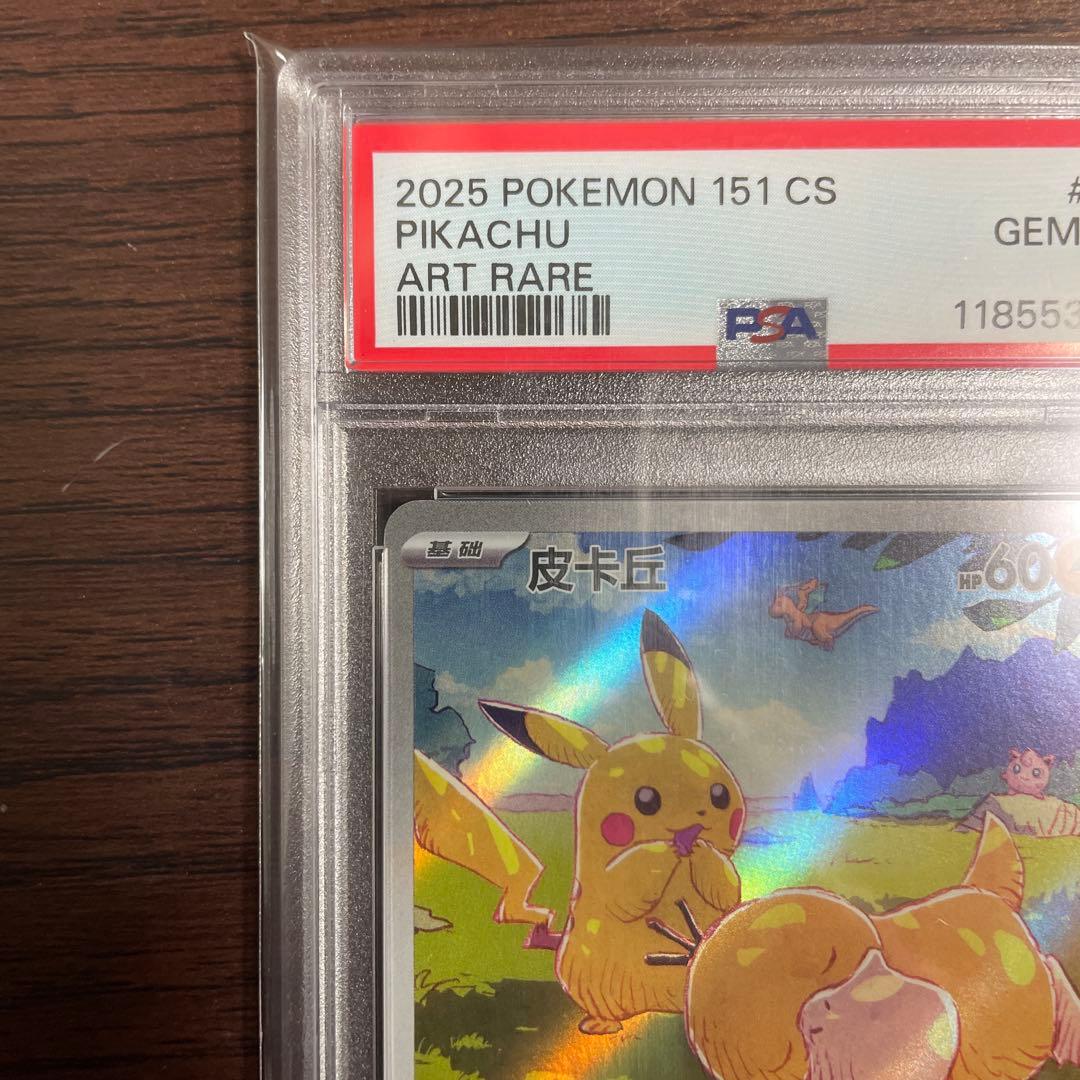 2025 POKEMON 151 CS
#
PIKACHU
GEM
ART RARE
118553
PSA
基础
皮卡丘
HP60